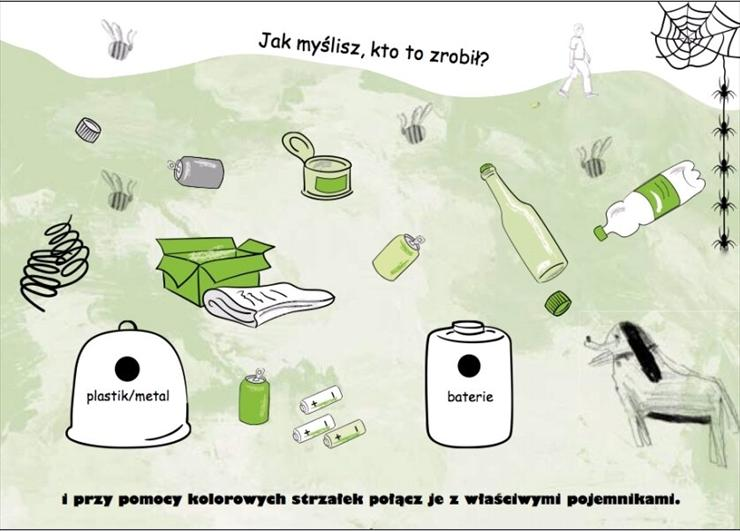 Jak myślisz, kto to zrobił?
plastik/metal
baterie
i przy pomocy kolorowych strzałek połącz je z właściwymi pojemnikami.